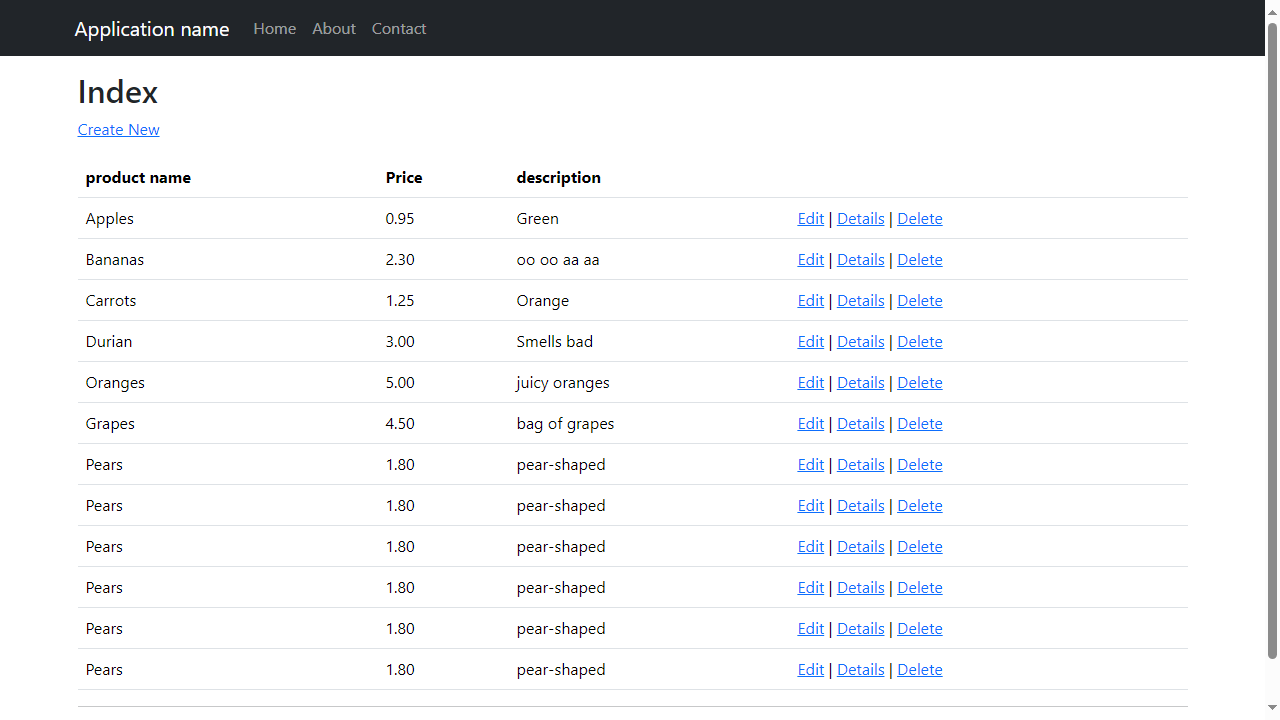 Application name Home About Contact
Index
Create New
product name Price description
Apples 0.95 Green Edit | Details | Delete
Bananas 2.30 oo oo aa aa Edit | Details | Delete
Carrots 1.25 Orange Edit | Details | Delete
Durian 3.00 Smells bad Edit | Details | Delete
Oranges 5.00 juicy oranges Edit | Details | Delete
Grapes 4.50 bag of grapes Edit | Details | Delete
Pears 1.80 pear-shaped Edit | Details | Delete
Pears 1.80 pear-shaped Edit | Details | Delete
Pears 1.80 pear-shaped Edit | Details | Delete
Pears 1.80 pear-shaped Edit | Details | Delete
Pears 1.80 pear-shaped Edit | Details | Delete
Pears 1.80 pear-shaped Edit | Details | Delete